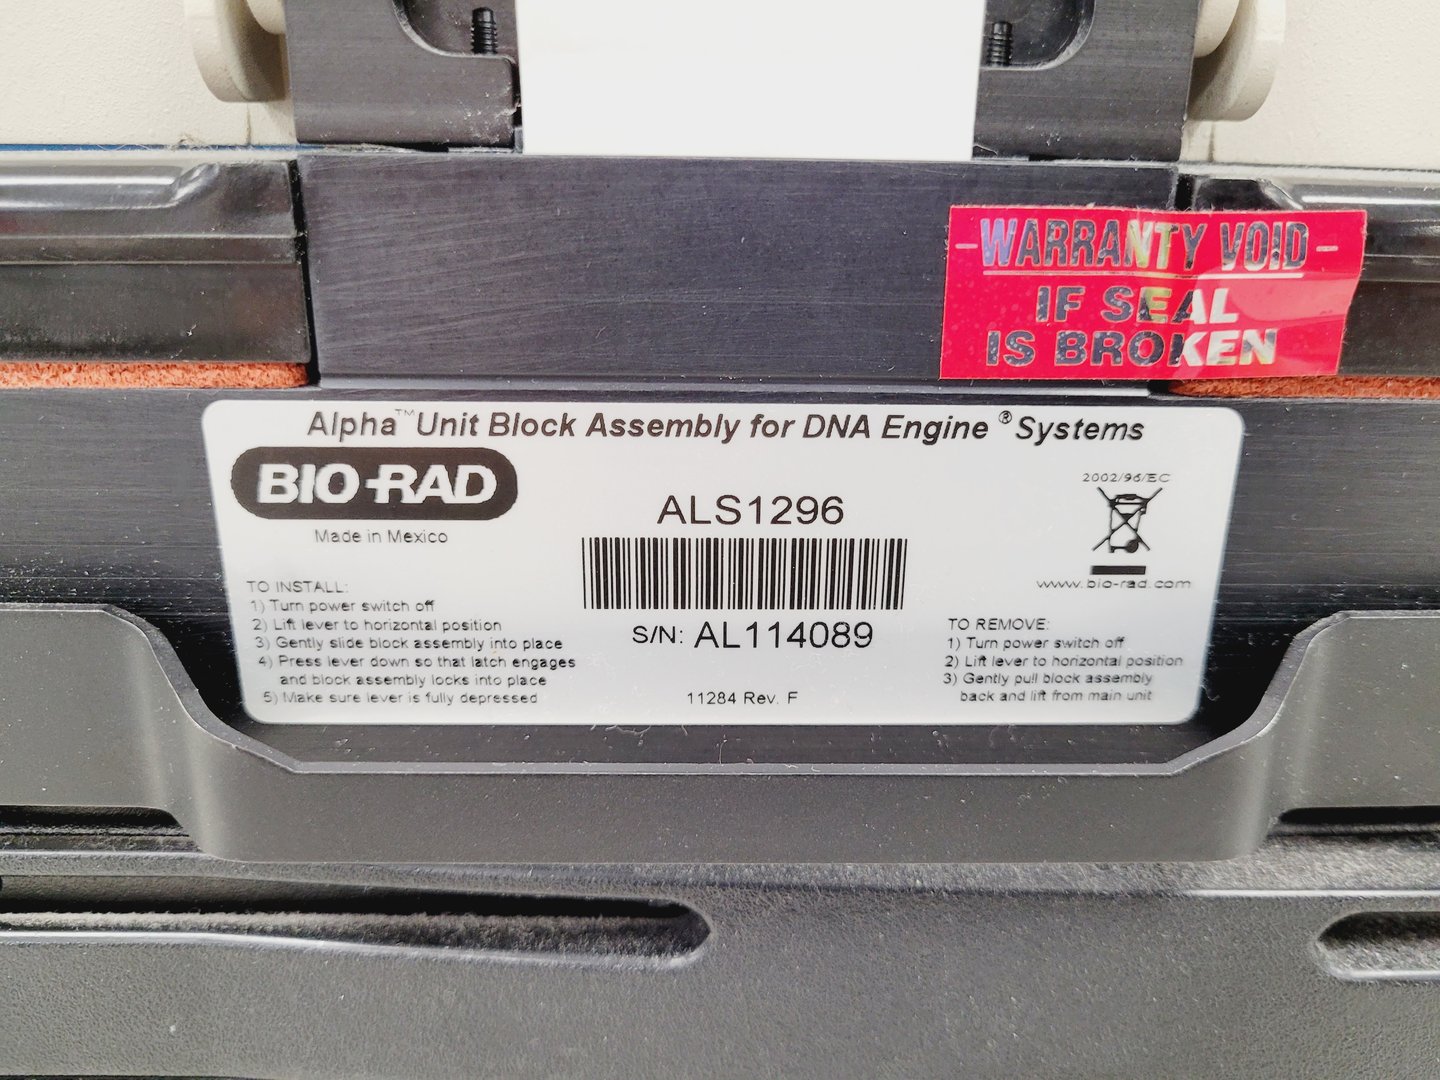 - WARRANTY VOID -
IF SEAL
IS BROKEN
Alpha™ Unit Block Assembly for DNA Engine® Systems
BIO-RAD
Made in Mexico
ALS1296
S/N: AL114089
11284 Rev. F
2002/96/EC
www.bio-rad.com
TO INSTALL:
1) Turn power switch off
2) Lift lever to horizontal position
3) Gently slide block assembly into place
4) Press lever down so that latch engages
and block assembly locks into place
5) Make sure lever is fully depressed
TO REMOVE:
1) Turn power switch off
2) Lift lever to horizontal position
3) Gently pull block assembly
back and lift from main unit